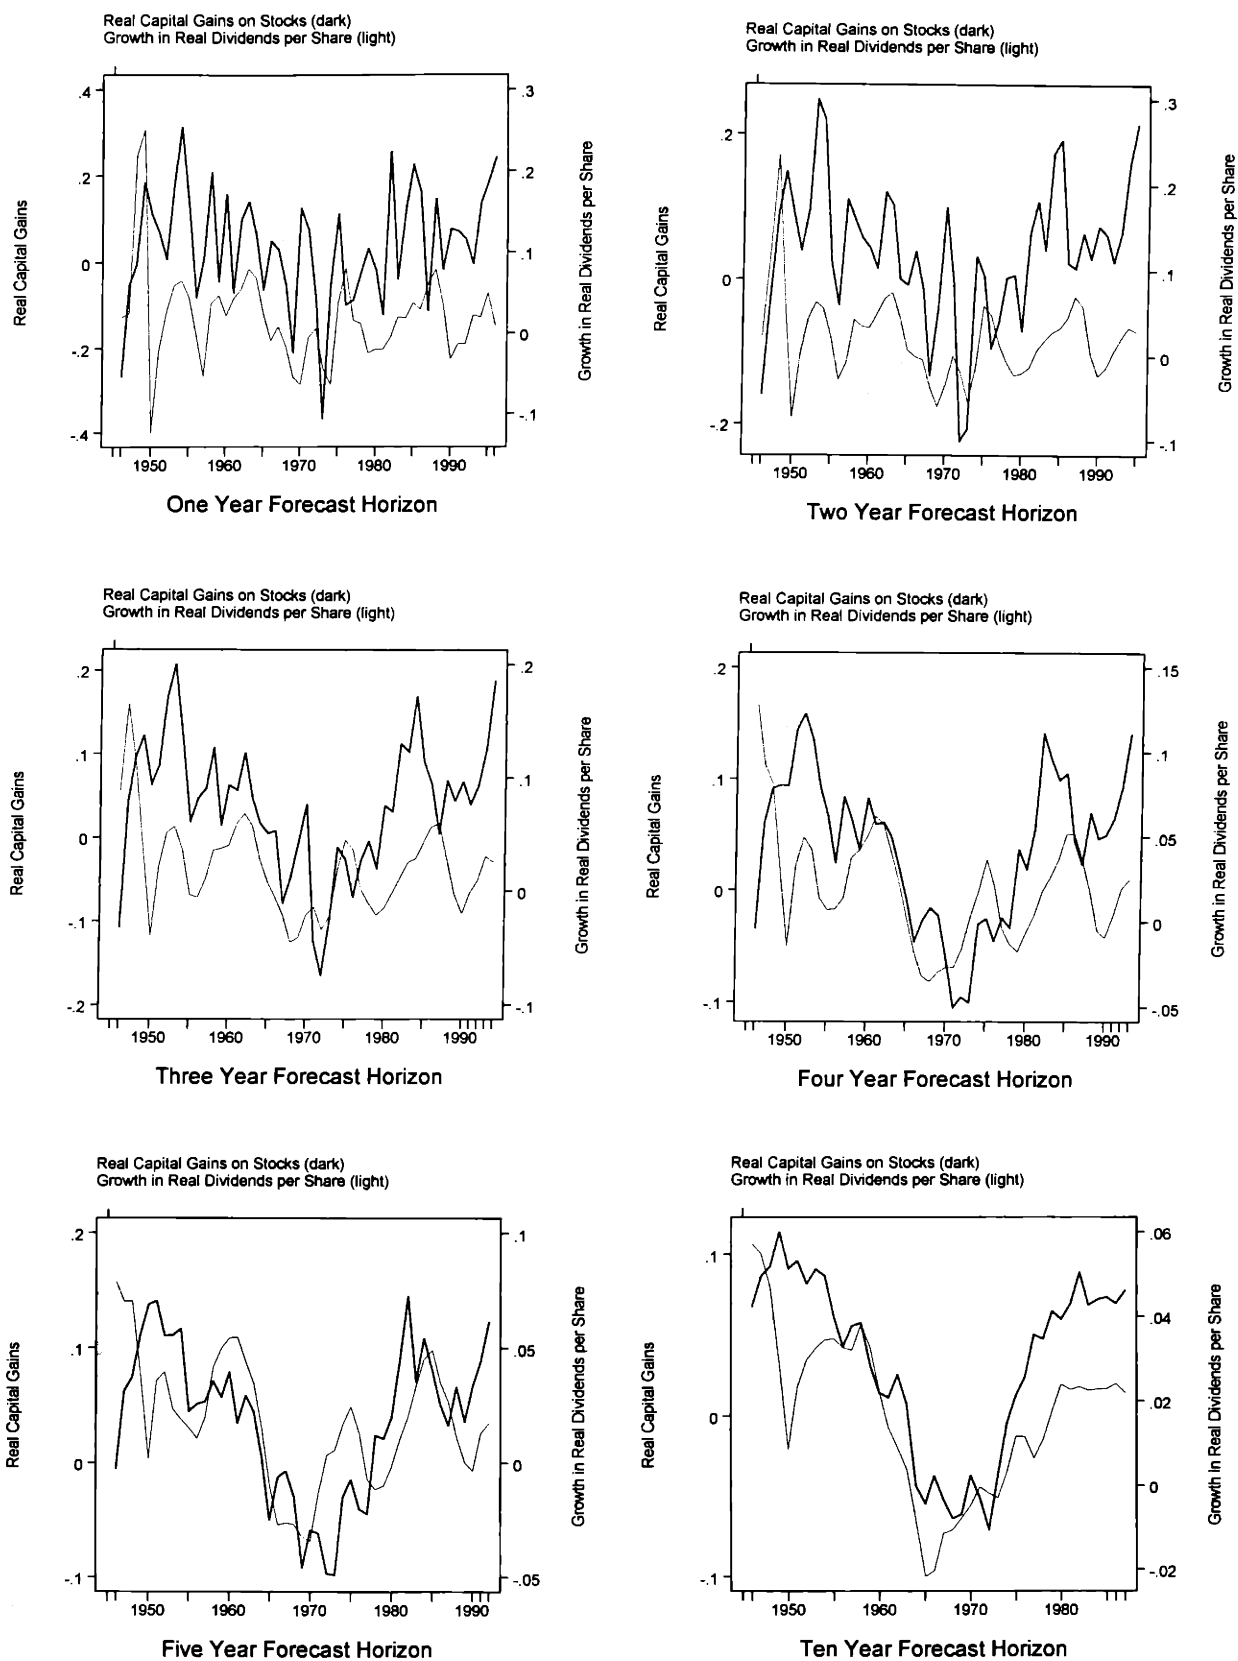 Real Capital Gains on Stocks (dark)
Growth in Real Dividends per Share (light)
.4
.2
0
-.2
-.4
Real Capital Gains
.3
.2
.1
0
-.1
Growth in Real Dividends per Share
1950 1960 1970 1980 1990
One Year Forecast Horizon
Real Capital Gains on Stocks (dark)
Growth in Real Dividends per Share (light)
.2
0
-.2
Real Capital Gains
.3
.2
.1
0
-.1
Growth in Real Dividends per Share
1950 1960 1970 1980 1990
Two Year Forecast Horizon
Real Capital Gains on Stocks (dark)
Growth in Real Dividends per Share (light)
.2
.1
0
-.1
-.2
Real Capital Gains
.2
.1
0
-.1
Growth in Real Dividends per Share
1950 1960 1970 1980 1990
Three Year Forecast Horizon
Real Capital Gains on Stocks (dark)
Growth in Real Dividends per Share (light)
.2
.1
0
-.1
Real Capital Gains
.15
.1
.05
0
-.05
Growth in Real Dividends per Share
1950 1960 1970 1980 1990
Four Year Forecast Horizon
Real Capital Gains on Stocks (dark)
Growth in Real Dividends per Share (light)
.2
.1
0
-.1
Real Capital Gains
.1
.05
0
-.05
Growth in Real Dividends per Share
1950 1960 1970 1980 1990
Five Year Forecast Horizon
Real Capital Gains on Stocks (dark)
Growth in Real Dividends per Share (light)
.1
0
-.1
Real Capital Gains
.06
.04
.02
0
-.02
Growth in Real Dividends per Share
1950 1960 1970 1980
Ten Year Forecast Horizon